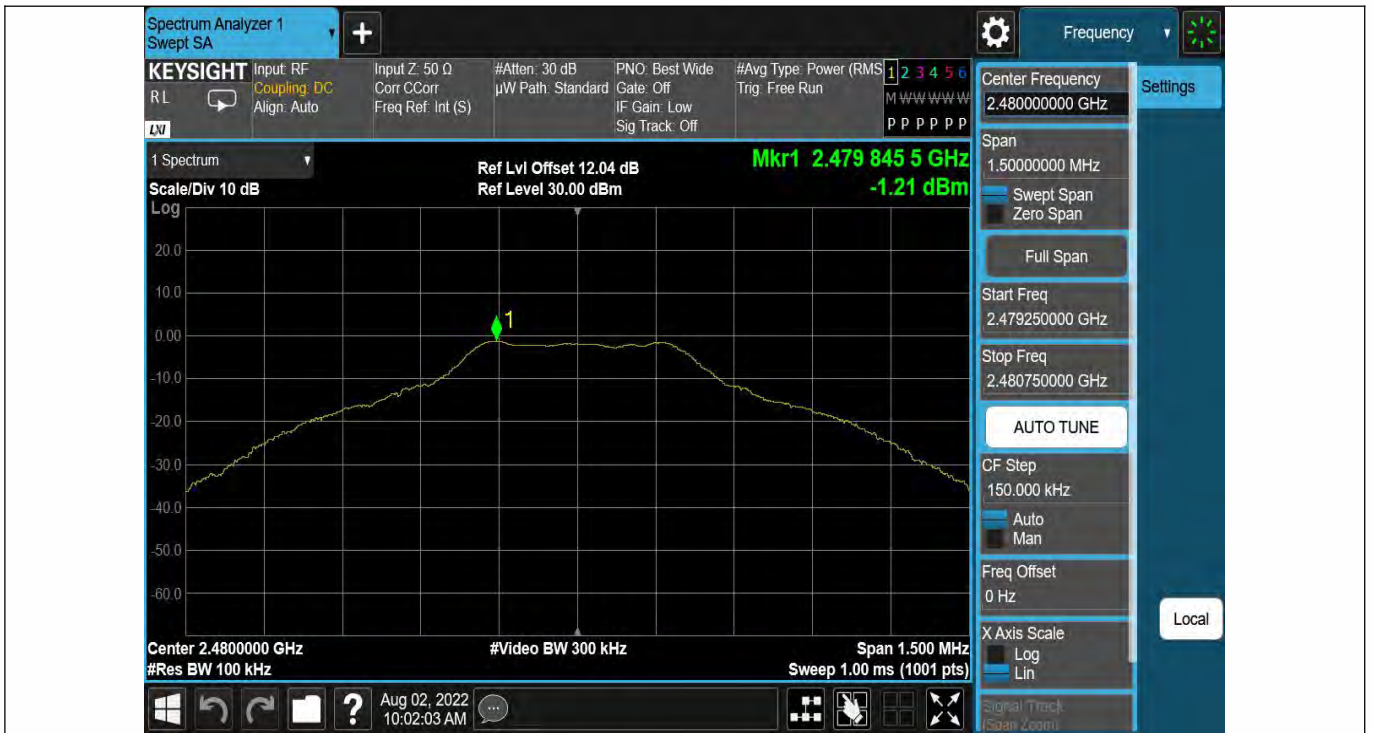 Spectrum Analyzer 1
Swept SA
Frequency
KEYSIGHT
RL
LXI
Input: RF
Coupling: DC
Align: Auto
Input Z: 50 Ω
Corr CCorr
Freq Ref: Int (S)
#Atten: 30 dB
µW Path: Standard
PNO: Best Wide
Gate: Off
IF Gain: Low
Sig Track: Off
#Avg Type: Power (RMS
Trig: Free Run
1 2 3 4 5 6
M W W W W W
P P P P P P
1 Spectrum
Scale/Div 10 dB
Log
Ref Lvl Offset 12.04 dB
Ref Level 30.00 dBm
Mkr1 2.479 845 5 GHz
-1.21 dBm
20.0
10.0
0.00
-10.0
-20.0
-30.0
-40.0
-50.0
-60.0
1
Center 2.4800000 GHz
#Res BW 100 kHz
#Video BW 300 kHz
Span 1.500 MHz
Sweep 1.00 ms (1001 pts)
Center Frequency
2.480000000 GHz
Settings
Span
1.50000000 MHz
Swept Span
Zero Span
Full Span
Start Freq
2.479250000 GHz
Stop Freq
2.480750000 GHz
AUTO TUNE
CF Step
150.000 kHz
Auto
Man
Freq Offset
0 Hz
X Axis Scale
Log
Lin
Signal Track
(Span Zoom)
Local
?
Aug 02, 2022
10:02:03 AM